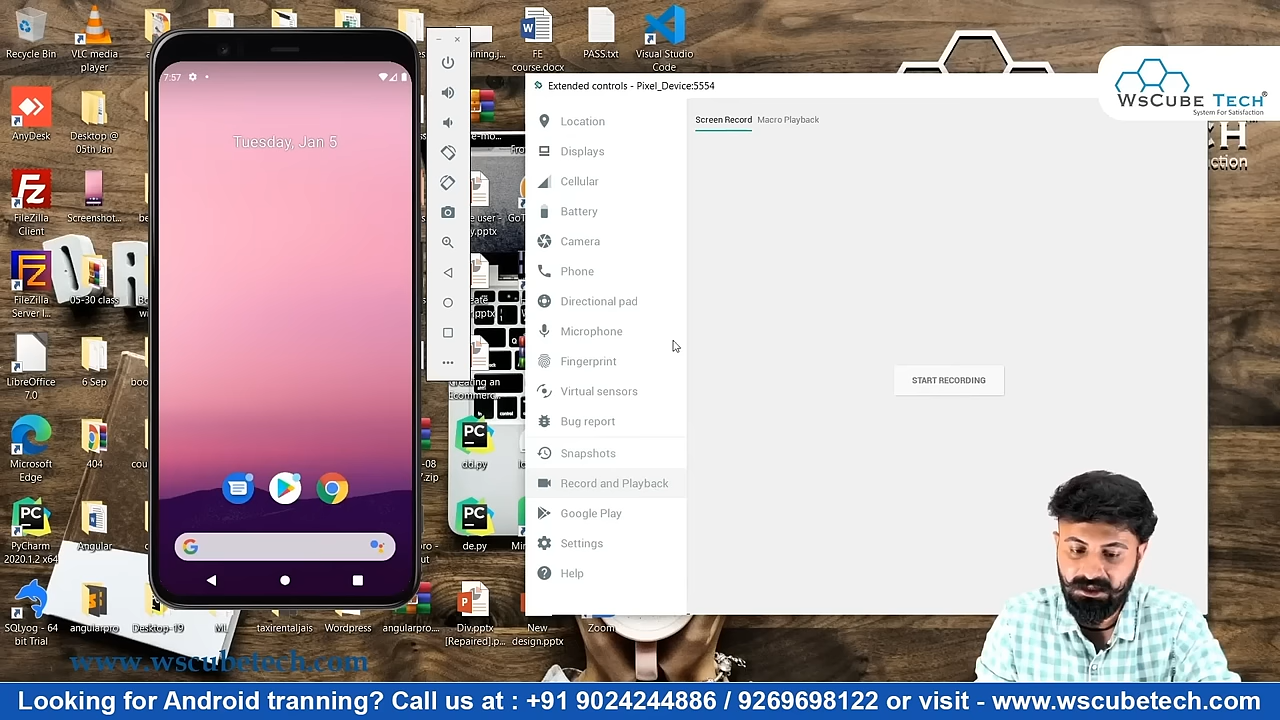 Recycle Bin
VLC media
player
FE
course.docx
PASS.txt
Visual Studio
Code
AnyDesk
Desktop @
05th Jan
FileZilla
Client
Screenshot...
FileZilla
Server I...
05-30 class
LibreOffice
7.0
6 Sep
Microsoft
Edge
404
PyCharm
2020.1.2 x64
Angular
SQLyog - 64
bit Trial
angularpro
Desktop-19
ML
taxirentaljais
Wordpress
angularpro....
Div.pptx
[Repaired].p...
New
design.pptx
Zoom
dd.py
de.py
7:57
Tuesday, Jan 5
Extended controls - Pixel_Device:5554
Location
Displays
Cellular
Battery
Camera
Phone
Directional pad
Microphone
Fingerprint
Virtual sensors
Bug report
Snapshots
Record and Playback
Google Play
Settings
Help
Screen Record
Macro Playback
START RECORDING
WsCube Tech®
System For Satisfaction
www.wscubetech.com
Looking for Android tranning? Call us at : +91 9024244886 / 9269698122 or visit - www.wscubetech.com